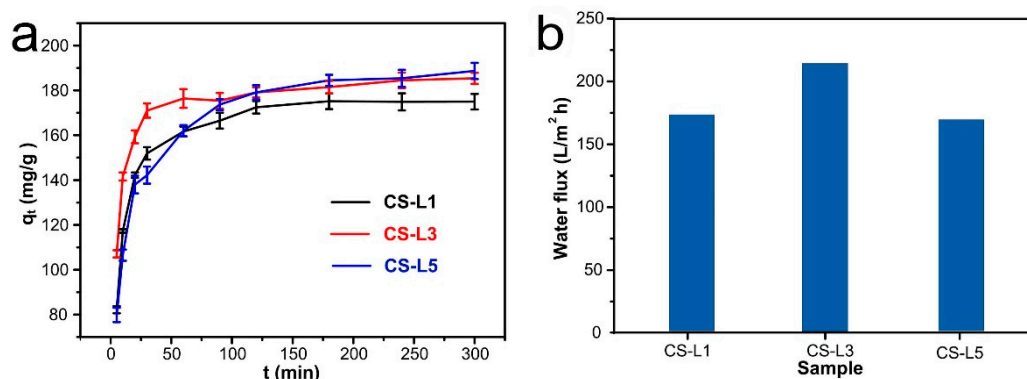 a
200
190
180
160
140
120
100
80
qt (mg/g)
CS-L1
CS-L3
CS-L5
0
50
100
150
200
250
300
t (min)
b
250
200
150
100
50
0
Water flux (L/m² h)
CS-L1
CS-L3
CS-L5
Sample